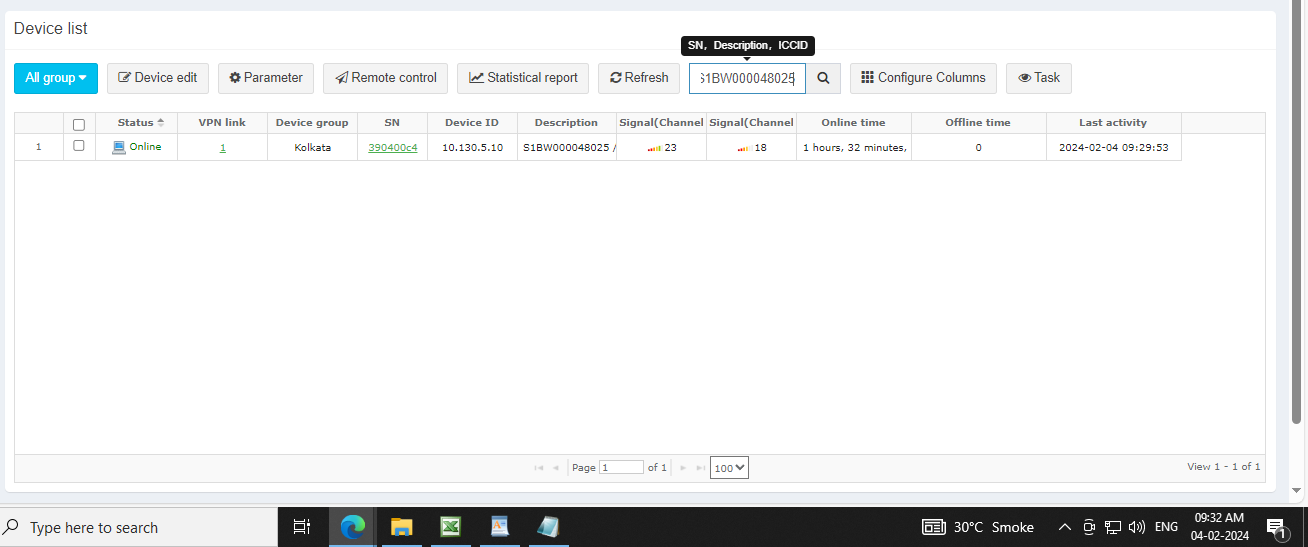 Device list
SN, Description, ICCID
All group Device edit Parameter Remote control Statistical report Refresh S1BW000048025 Configure Columns Task
Status VPN link Device group SN Device ID Description Signal(Channel Signal(Channel Online time Offline time Last activity
1 Online 1 Kolkata 390400c4 10.130.5.10 S1BW000048025 / 23 18 1 hours, 32 minutes, 0 2024-02-04 09:29:53
Page 1 of 1 100 View 1 - 1 of 1
Type here to search 30°C Smoke ENG 09:32 AM
04-02-2024 1